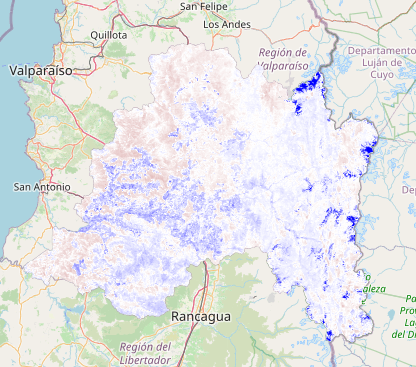 San Felipe
Los Andes
Quillota
Región de
Valparaíso
Departamento
Luján de
Cuyo
Valparaíso
San Antonio
Rancagua
Región del
Libertador